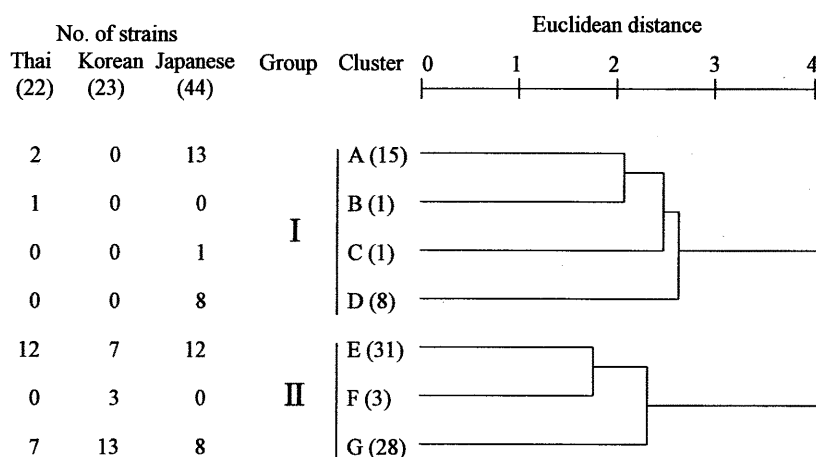 No. of strains Euclidean distance
Thai Korean Japanese Group Cluster 0 1 2 3 4
(22) (23) (44)
2 0 13 A (15)
1 0 0 B (1)
I
0 0 1 C (1)
0 0 8 D (8)
12 7 12 E (31)
0 3 0 II F (3)
7 13 8 G (28)